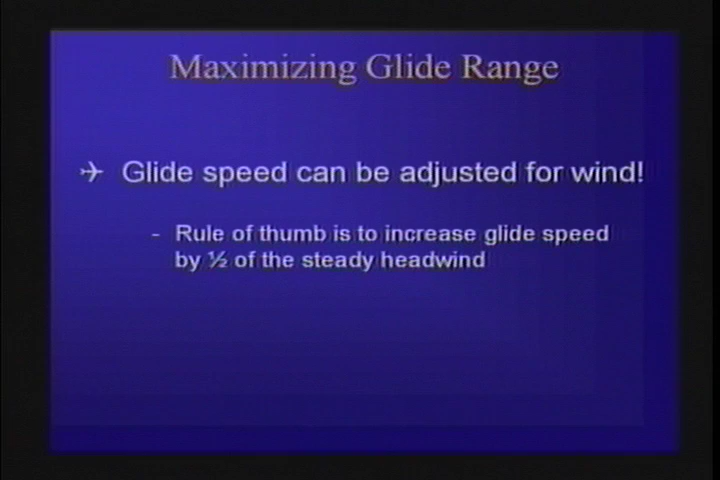 Maximizing Glide Range
Glide speed can be adjusted for wind!
- Rule of thumb is to increase glide speed
by ½ of the steady headwind